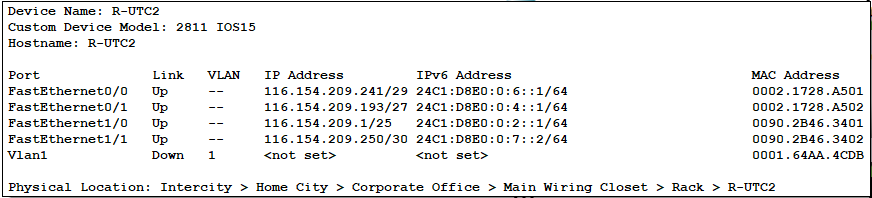 Device Name: R-UTC2
Custom Device Model: 2811 IOS15
Hostname: R-UTC2
Port Link VLAN IP Address IPv6 Address MAC Address
FastEthernet0/0 Up -- 116.154.209.241/29 24C1:D8E0:0:6::1/64 0002.1728.A501
FastEthernet0/1 Up -- 116.154.209.193/27 24C1:D8E0:0:4::1/64 0002.1728.A502
FastEthernet1/0 Up -- 116.154.209.1/25 24C1:D8E0:0:2::1/64 0090.2B46.3401
FastEthernet1/1 Up -- 116.154.209.250/30 24C1:D8E0:0:7::2/64 0090.2B46.3402
Vlan1 Down 1 <not set> <not set> 0001.64AA.4CDB
Physical Location: Intercity > Home City > Corporate Office > Main Wiring Closet > Rack > R-UTC2